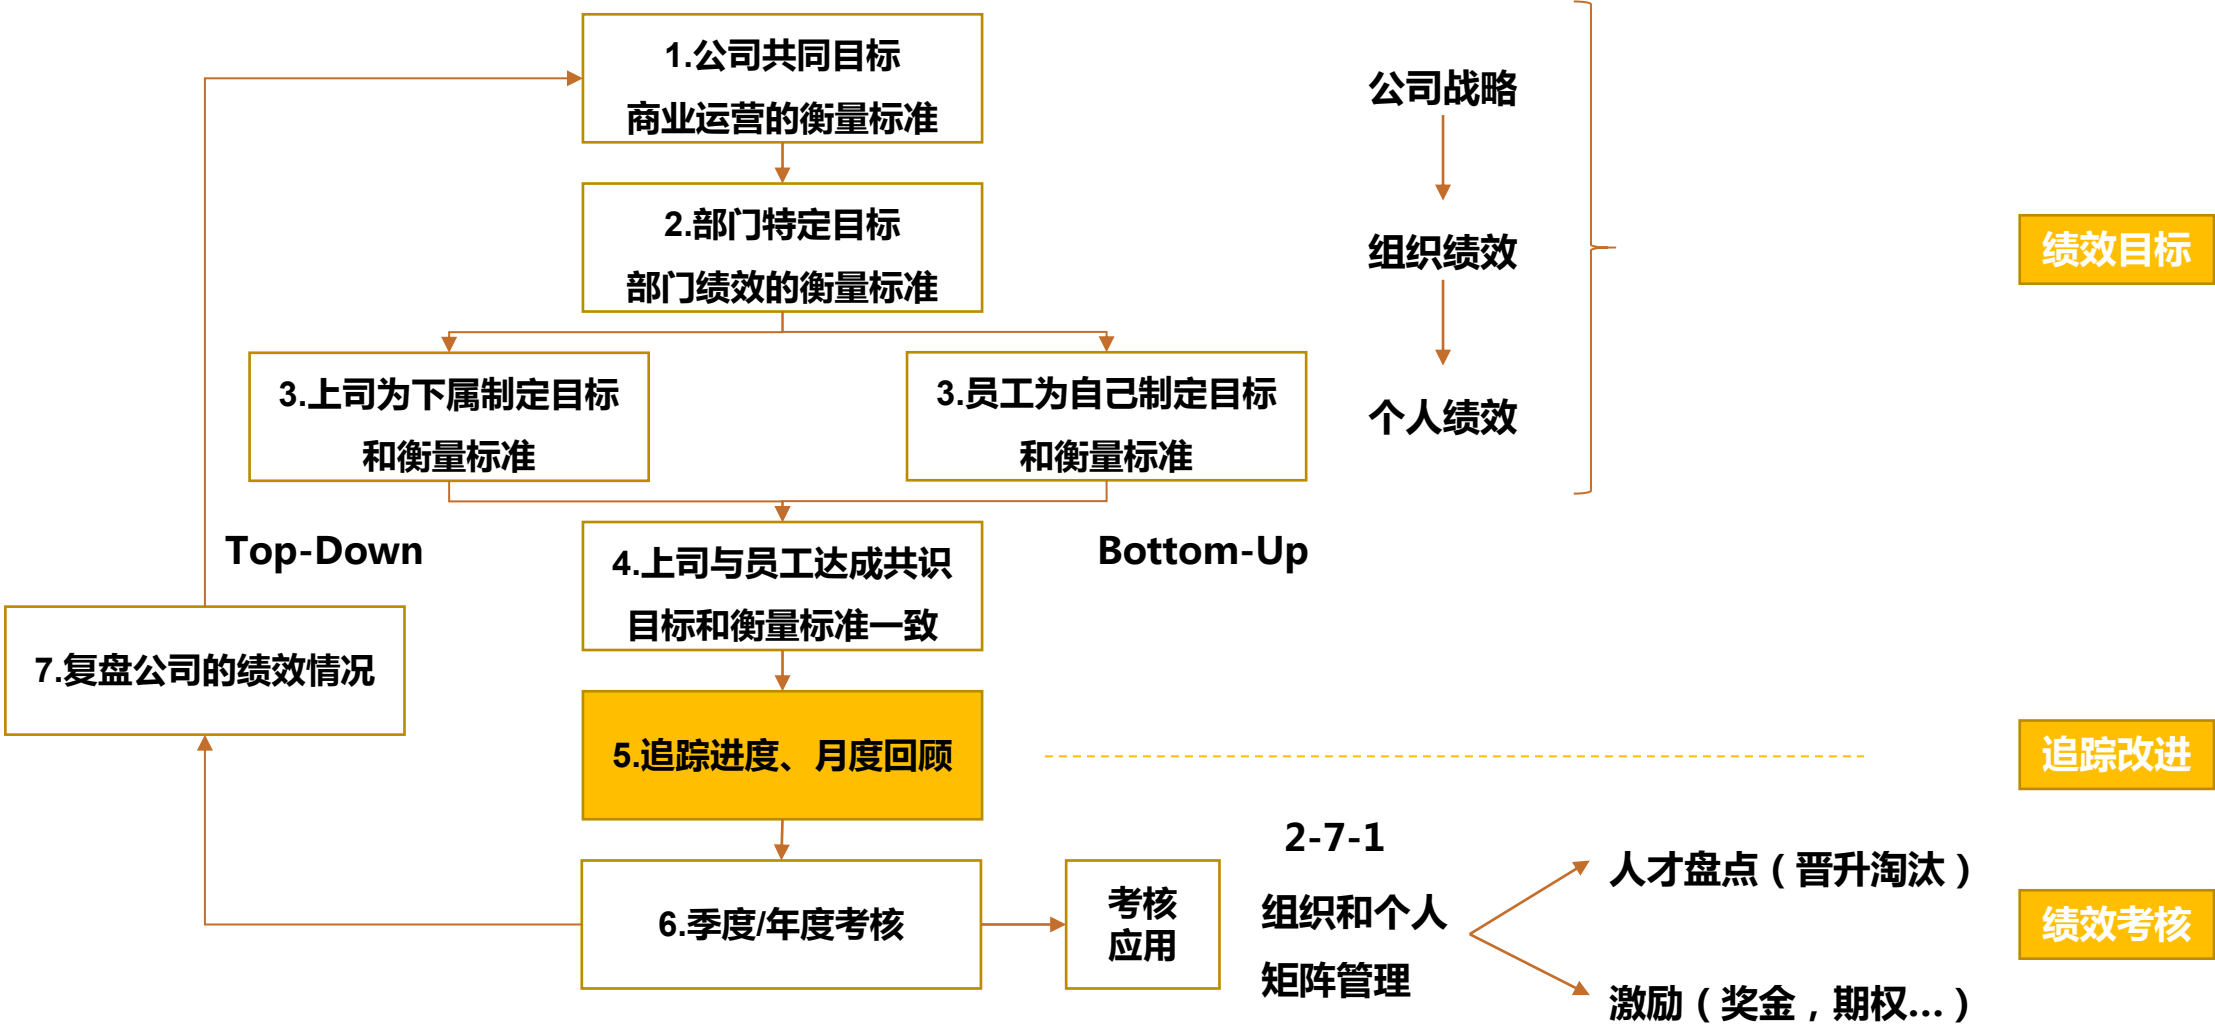 1.公司共同目标
商业运营的衡量标准
2.部门特定目标
部门绩效的衡量标准
3.上司为下属制定目标
和衡量标准
3.员工为自己制定目标
和衡量标准
Top-Down
Bottom-Up
4.上司与员工达成共识
目标和衡量标准一致
5.追踪进度、月度回顾
6.季度/年度考核
7.复盘公司的绩效情况
考核
应用
公司战略
组织绩效
个人绩效
2-7-1
组织和个人
矩阵管理
人才盘点（晋升淘汰）
激励（奖金，期权...）
绩效目标
追踪改进
绩效考核